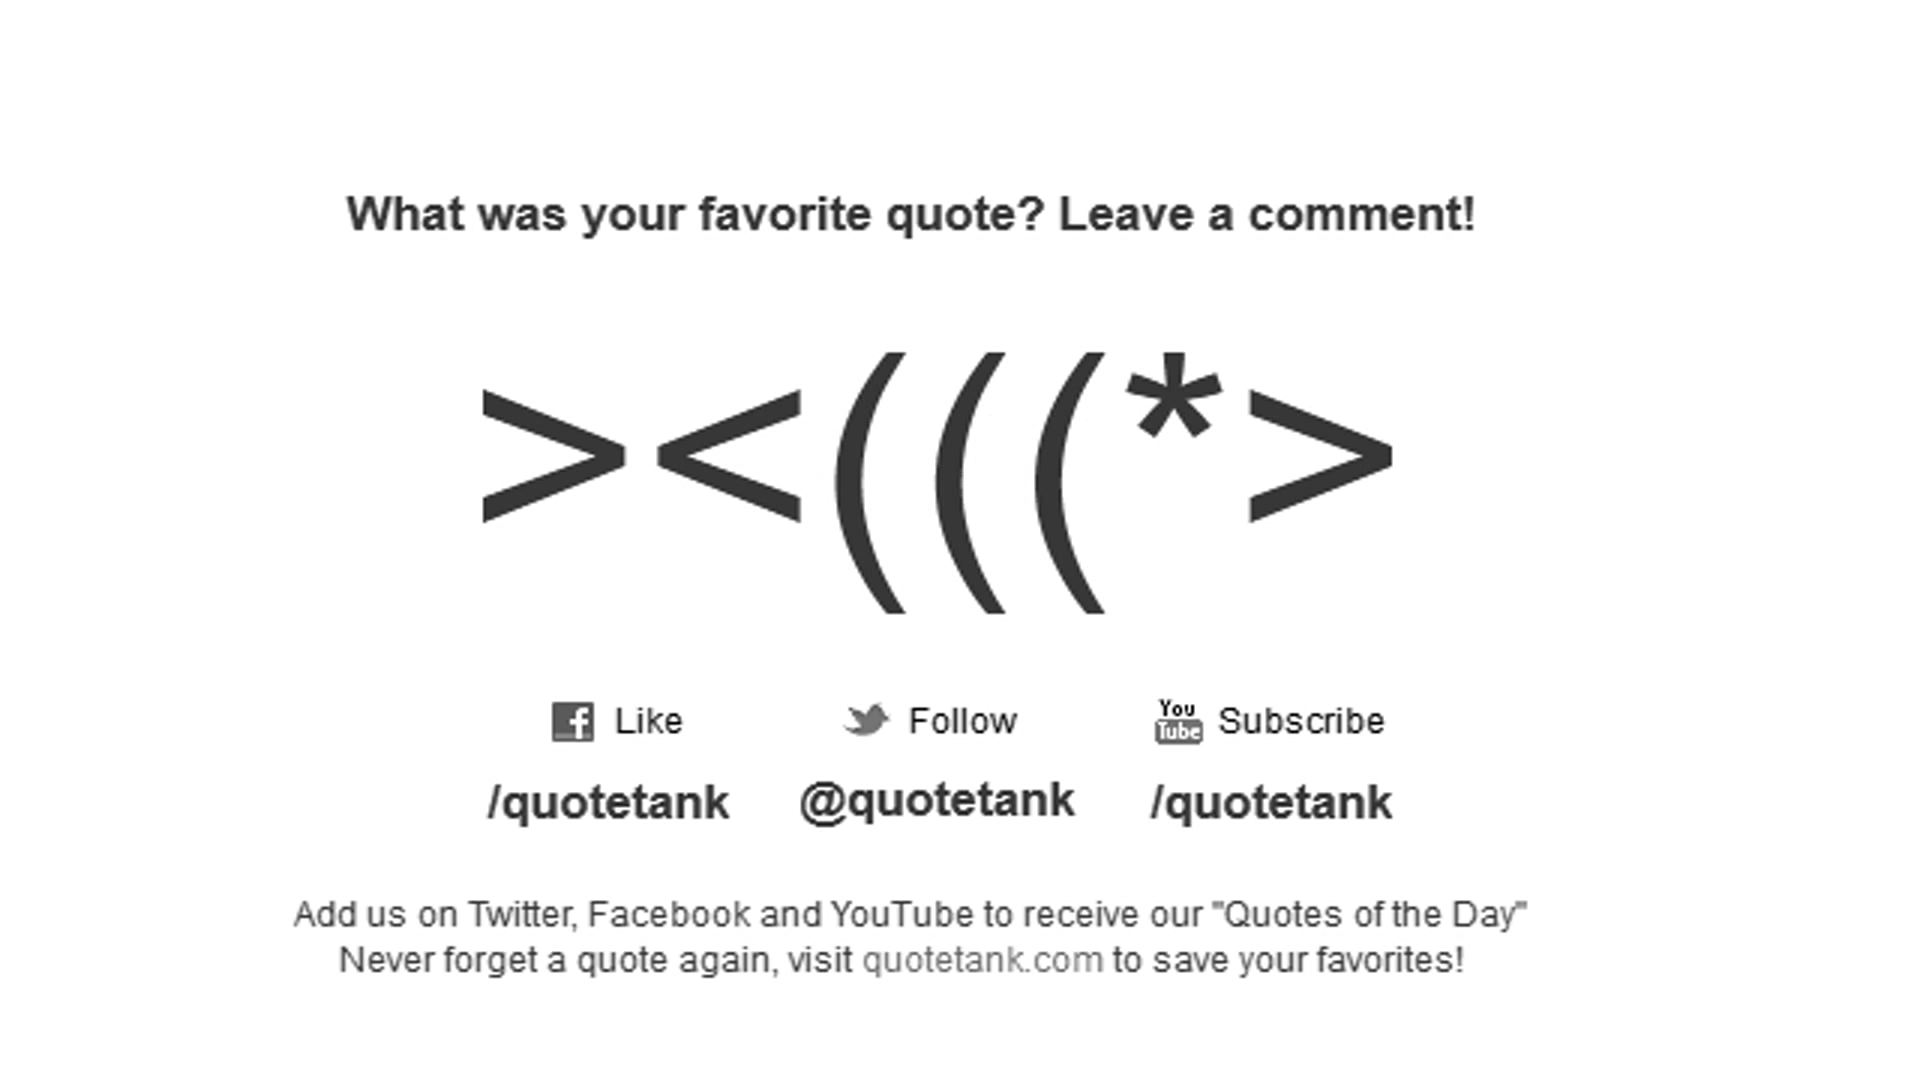 What was your favorite quote? Leave a comment!
><(((*>
f Like Follow You Tube Subscribe
/quotetank @quotetank /quotetank
Add us on Twitter, Facebook and YouTube to receive our "Quotes of the Day"
Never forget a quote again, visit quotetank.com to save your favorites!